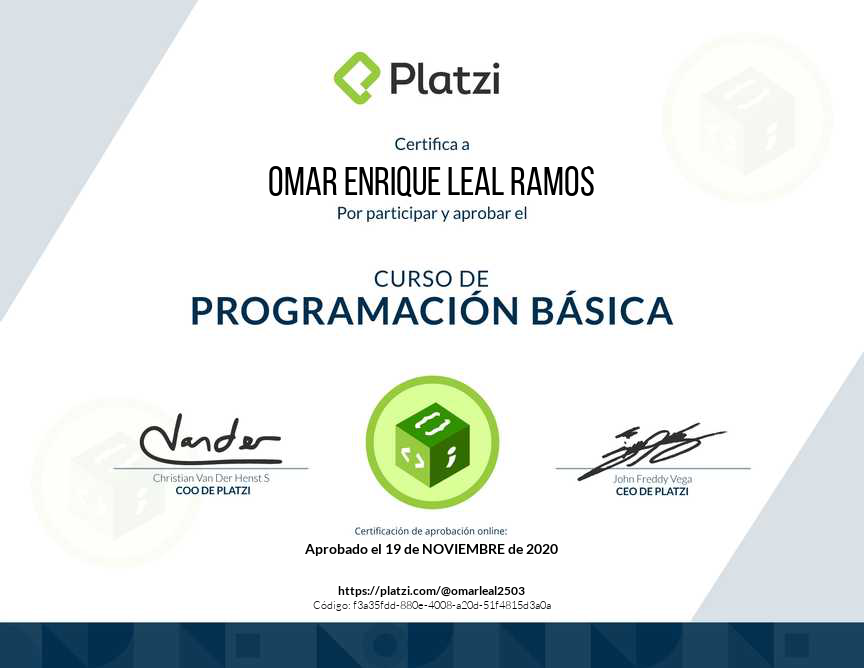 Platzi
Certifica a
OMAR ENRIQUE LEAL RAMOS
Por participar y aprobar el
CURSO DE
PROGRAMACIÓN BÁSICA
Vander
Christian Van Der Henst S
COO DE PLATZI
John Freddy Vega
CEO DE PLATZI
Certificación de aprobación online:
Aprobado el 19 de NOVIEMBRE de 2020
https://platzi.com/@omarleal2503
Código: f3a35fdd-880e-4008-a20d-51f4815d3a0a